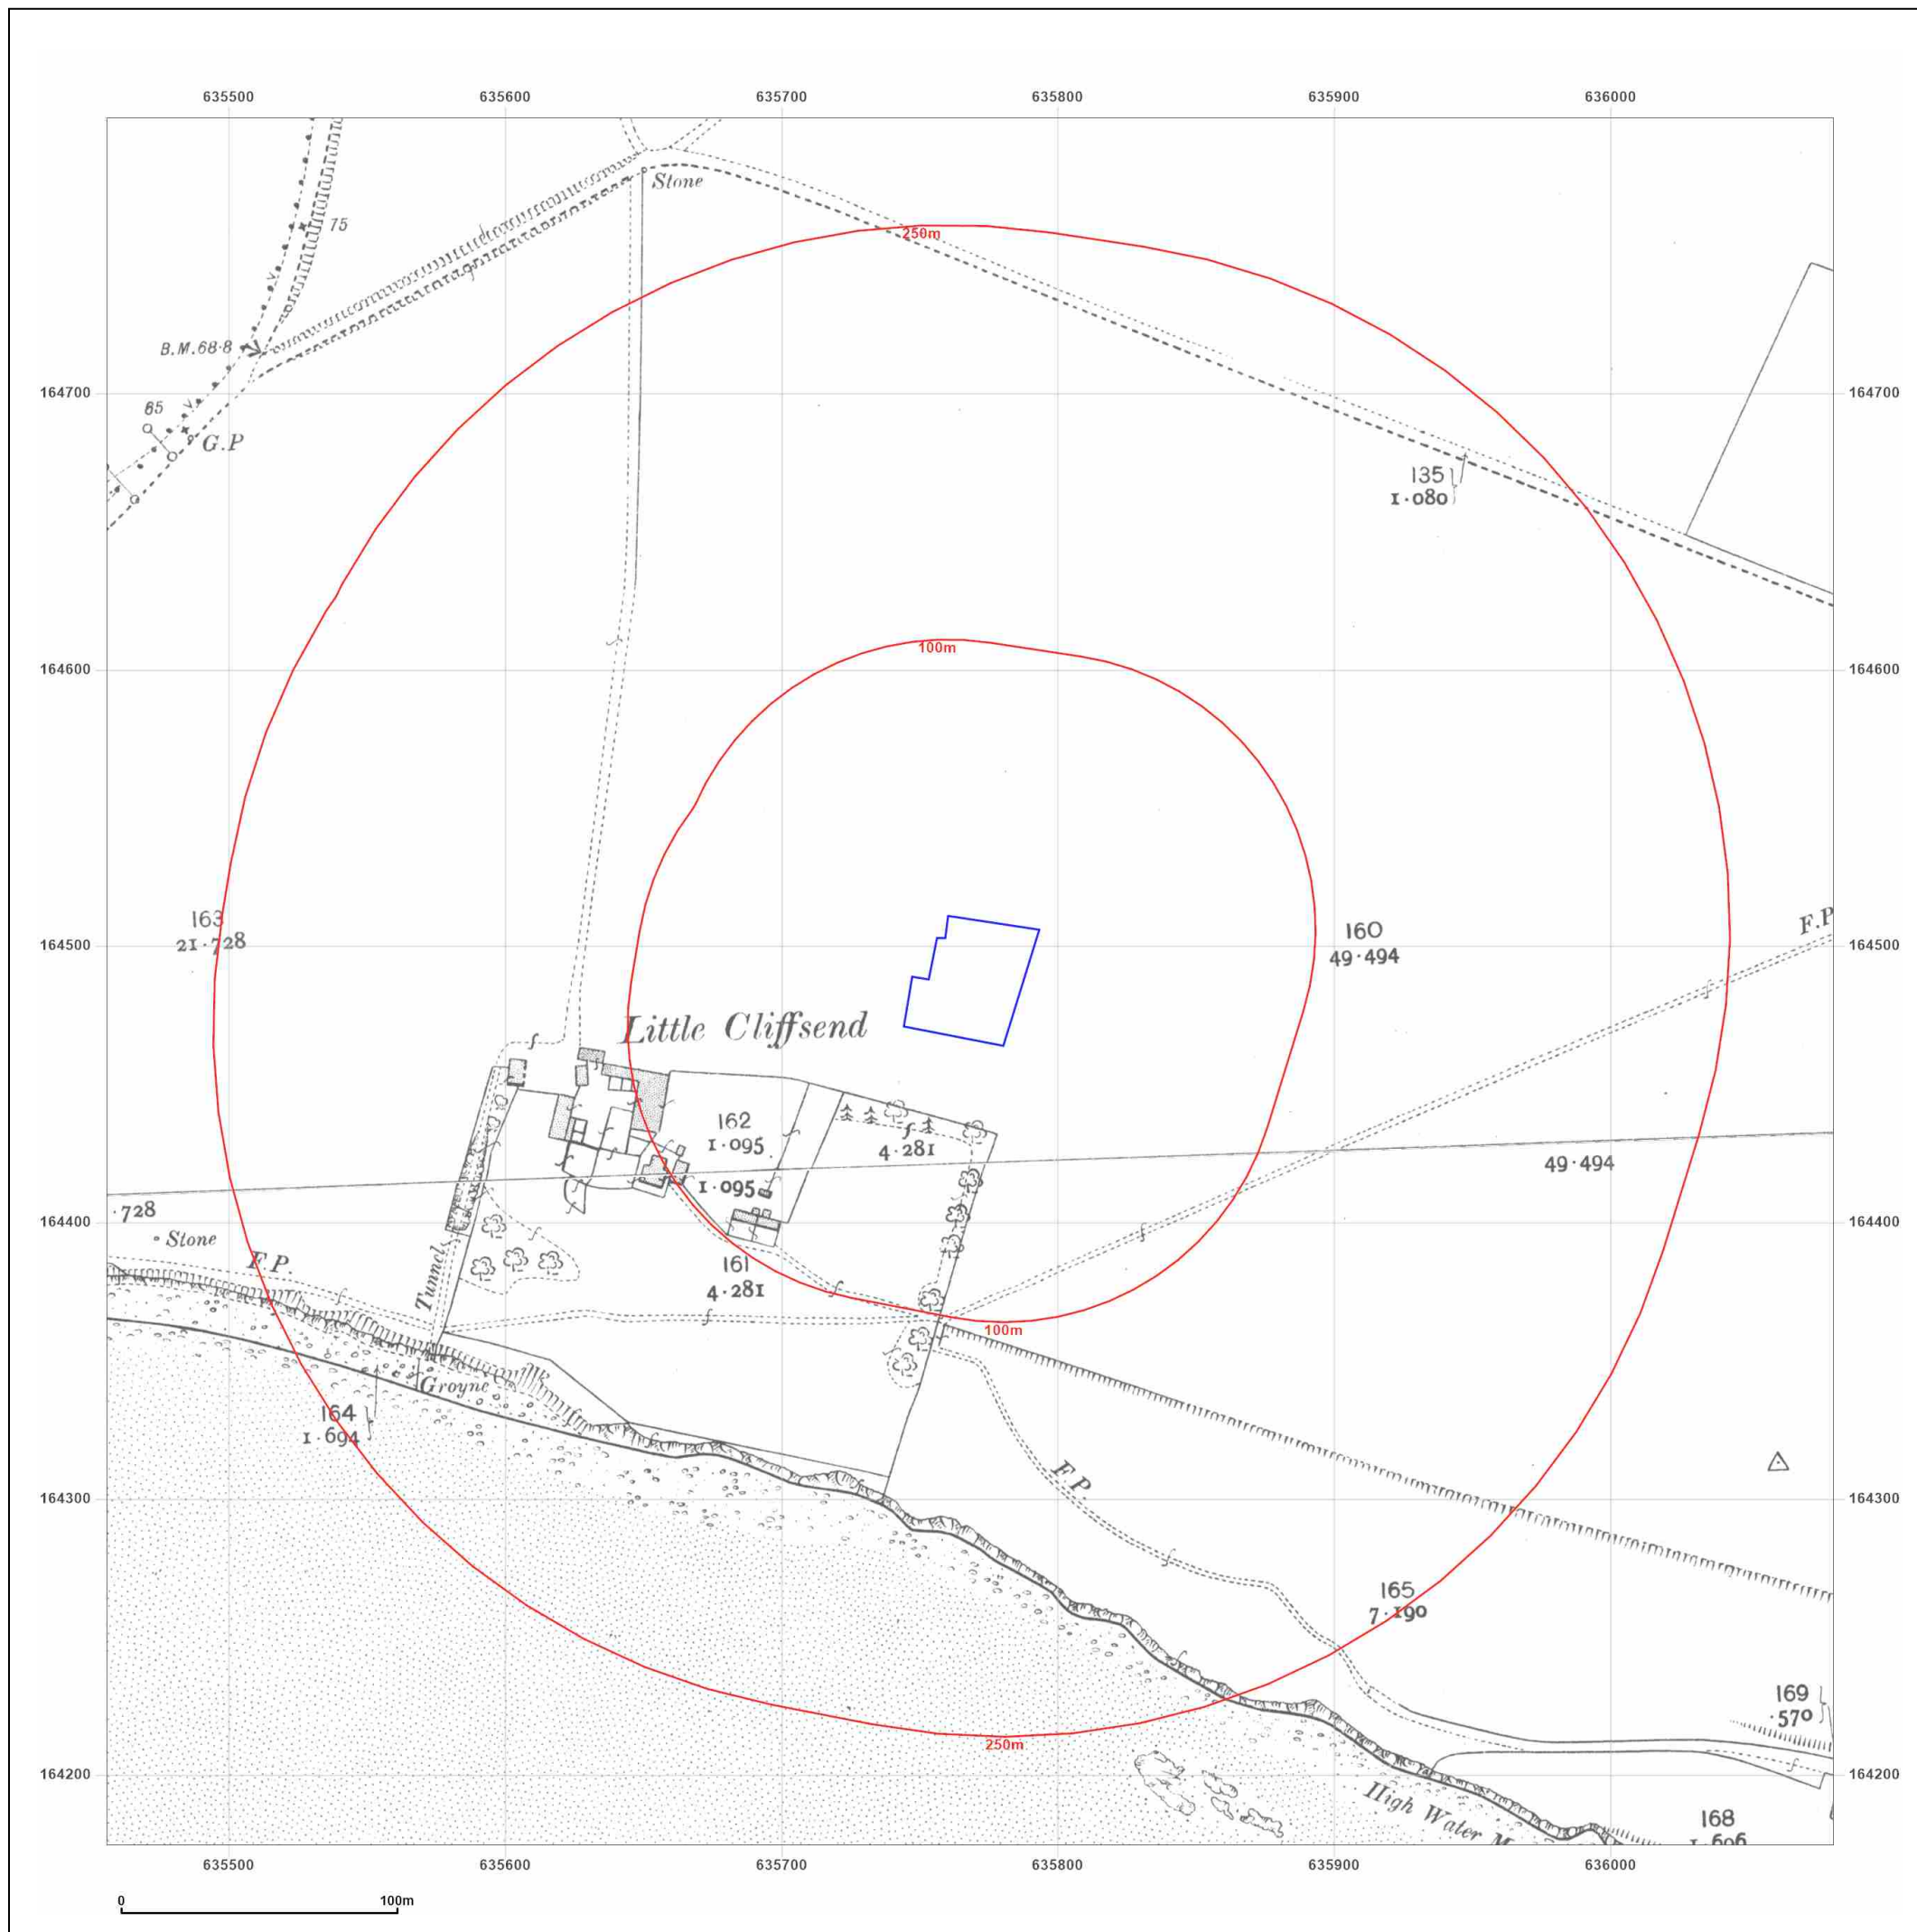 635500 635600 635700 635800 635900 636000
Stone
250m
75
B.M.68·8
164700 164700
65
G.P
135
1·080
164600 164600
100m
163
21·728
160
49·494
F.P
164500 164500
Little Cliffsend
162
1·095
4·281
49·494
1·095
·728
164400 164400
Stone
F.P.
Tunnel
161
4·281
100m
Groyne
164
1·694
F.P.
164300 164300
165
7·190
250m
169
·570
164200 164200
High Water M
168
1·606
635500 635600 635700 635800 635900 636000
0 100m